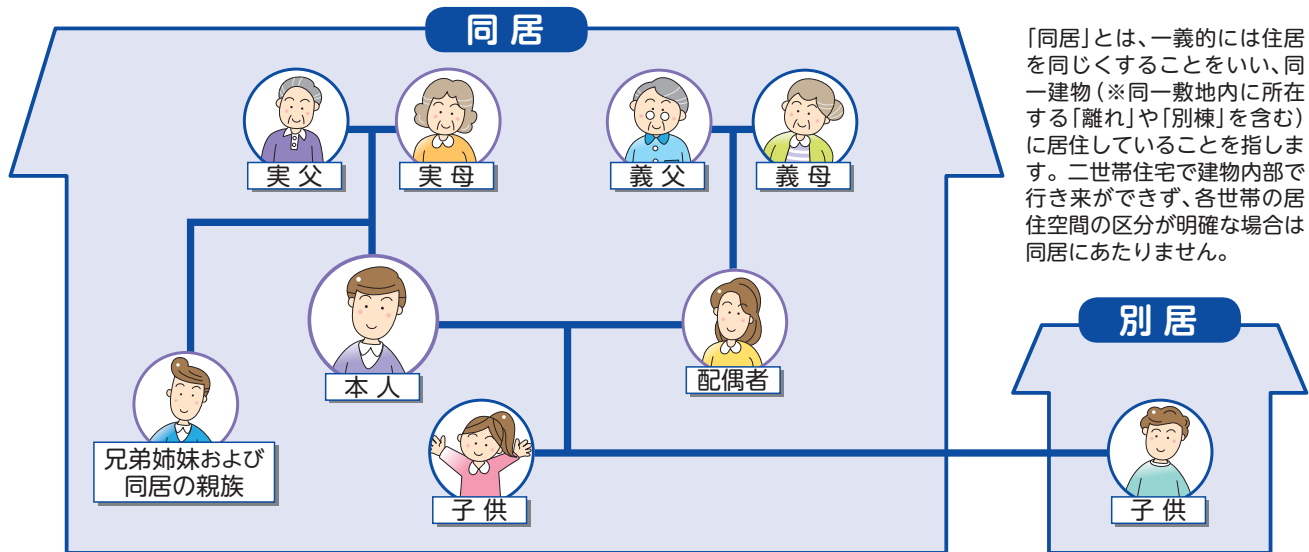 同居
「同居」とは、一義的には住居
を同じくすることをいい、同
一建物(※同一敷地内に所在
する「離れ」や「別棟」を含む)
に居住していることを指しま
す。二世帯住宅で建物内部で
行き来ができず、各世帯の居
住空間の区分が明確な場合は
同居にあたりません。
実父
実母
義父
義母
本人
配偶者
兄弟姉妹および
同居の親族
子供
別居
子供